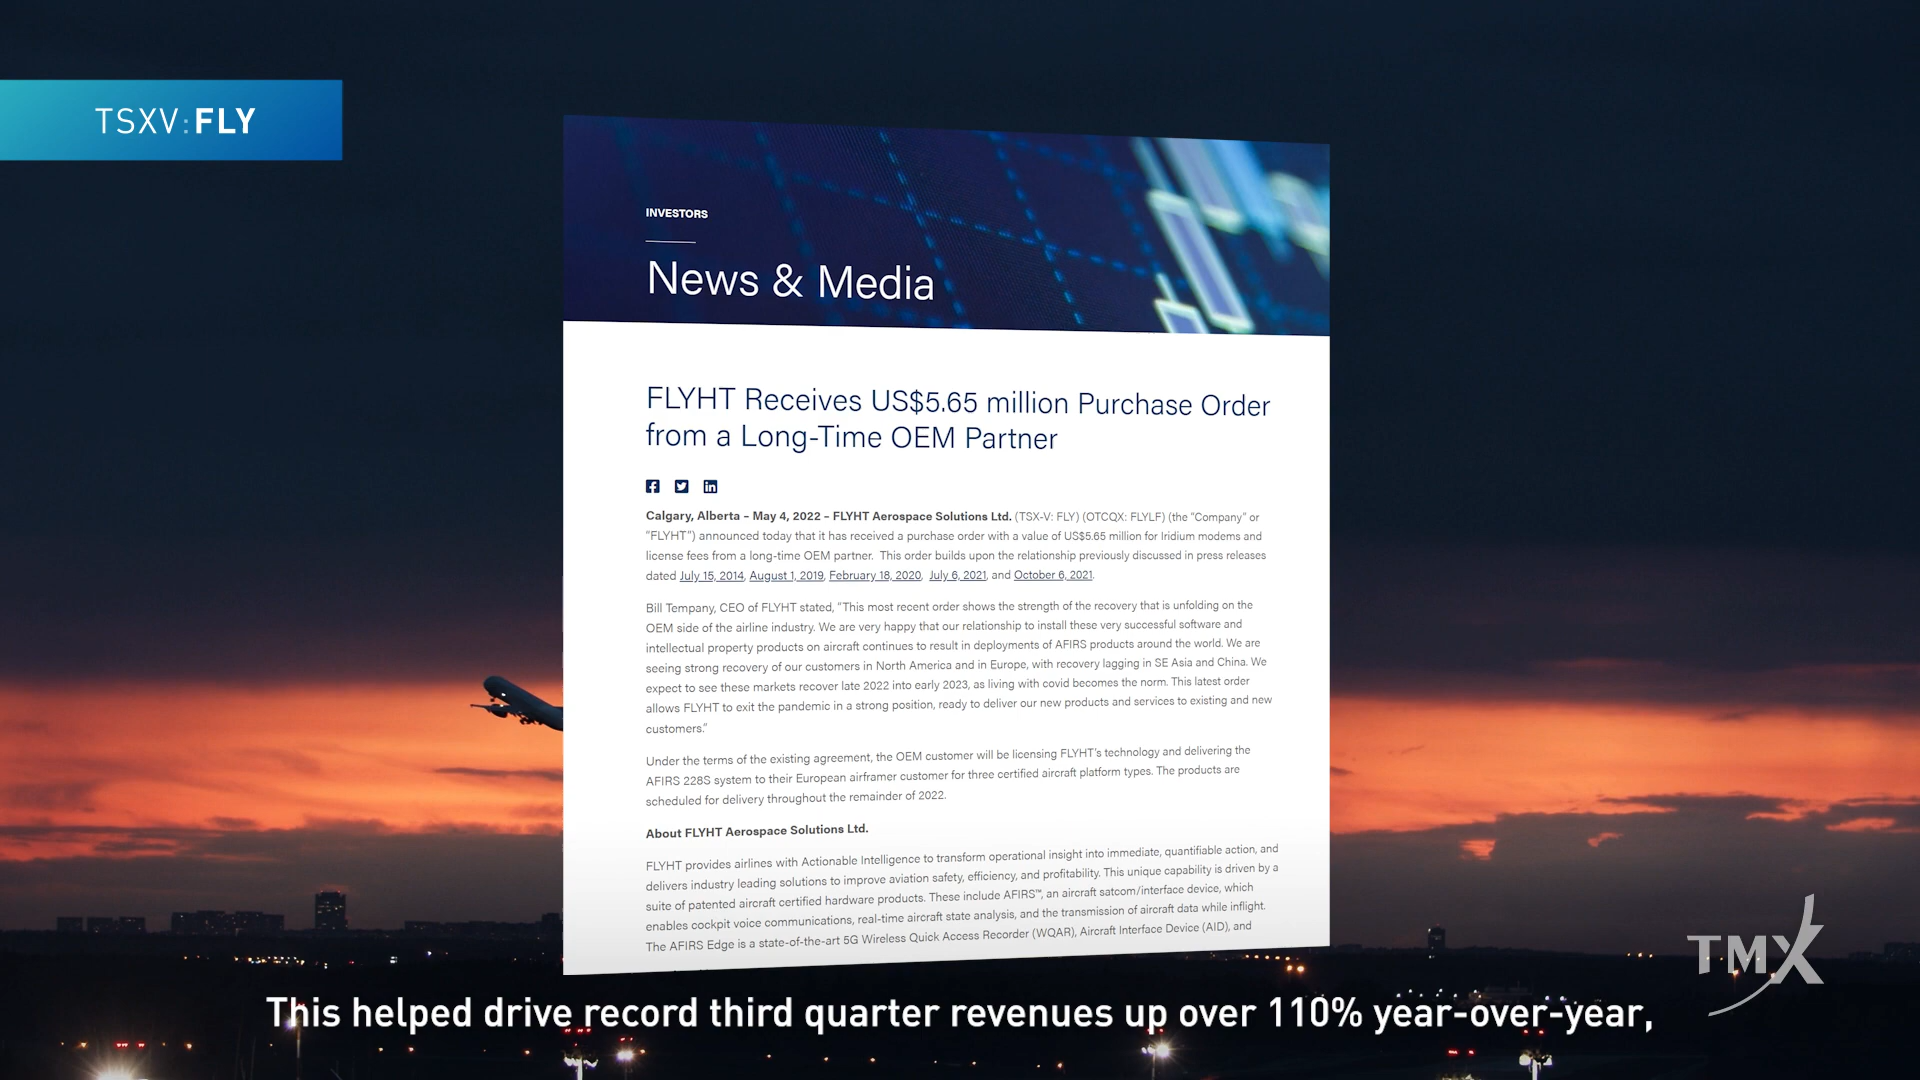 TSXV:FLY
INVESTORS
News & Media
FLYHT Receives US$5.65 million Purchase Order
from a Long-Time OEM Partner
Calgary, Alberta – May 4, 2022 – FLYHT Aerospace Solutions Ltd. (TSX-V: FLY) (OTCQX: FLYLF) (the “Company” or
“FLYHT”) announced today that it has received a purchase order with a value of US$5.65 million for Iridium modems and
license fees from a long-time OEM partner. This order builds upon the relationship previously discussed in press releases
dated July 15, 2014, August 1, 2019, February 18, 2020, July 6, 2021, and October 6, 2021.
Bill Tempany, CEO of FLYHT stated, “This most recent order shows the strength of the recovery that is unfolding on the
OEM side of the airline industry. We are very happy that our relationship to install these very successful software and
intellectual property products on aircraft continues to result in deployments of AFIRS products around the world. We are
seeing strong recovery of our customers in North America and in Europe, with recovery lagging in SE Asia and China. We
expect to see these markets recover late 2022 into early 2023, as living with covid becomes the norm. This latest order
allows FLYHT to exit the pandemic in a strong position, ready to deliver our new products and services to existing and new
customers.”
Under the terms of the existing agreement, the OEM customer will be licensing FLYHT’s technology and delivering the
AFIRS 228S system to their European airframer customer for three certified aircraft platform types. The products are
scheduled for delivery throughout the remainder of 2022.
About FLYHT Aerospace Solutions Ltd.
FLYHT provides airlines with Actionable Intelligence to transform operational insight into immediate, quantifiable action, and
delivers industry leading solutions to improve aviation safety, efficiency, and profitability. This unique capability is driven by a
suite of patented aircraft certified hardware products. These include AFIRS™, an aircraft satcom/interface device, which
enables cockpit voice communications, real-time aircraft state analysis, and the transmission of aircraft data while inflight.
The AFIRS Edge is a state-of-the-art 5G Wireless Quick Access Recorder (WQAR), Aircraft Interface Device (AID), and
TMX
This helped drive record third quarter revenues up over 110% year-over-year,